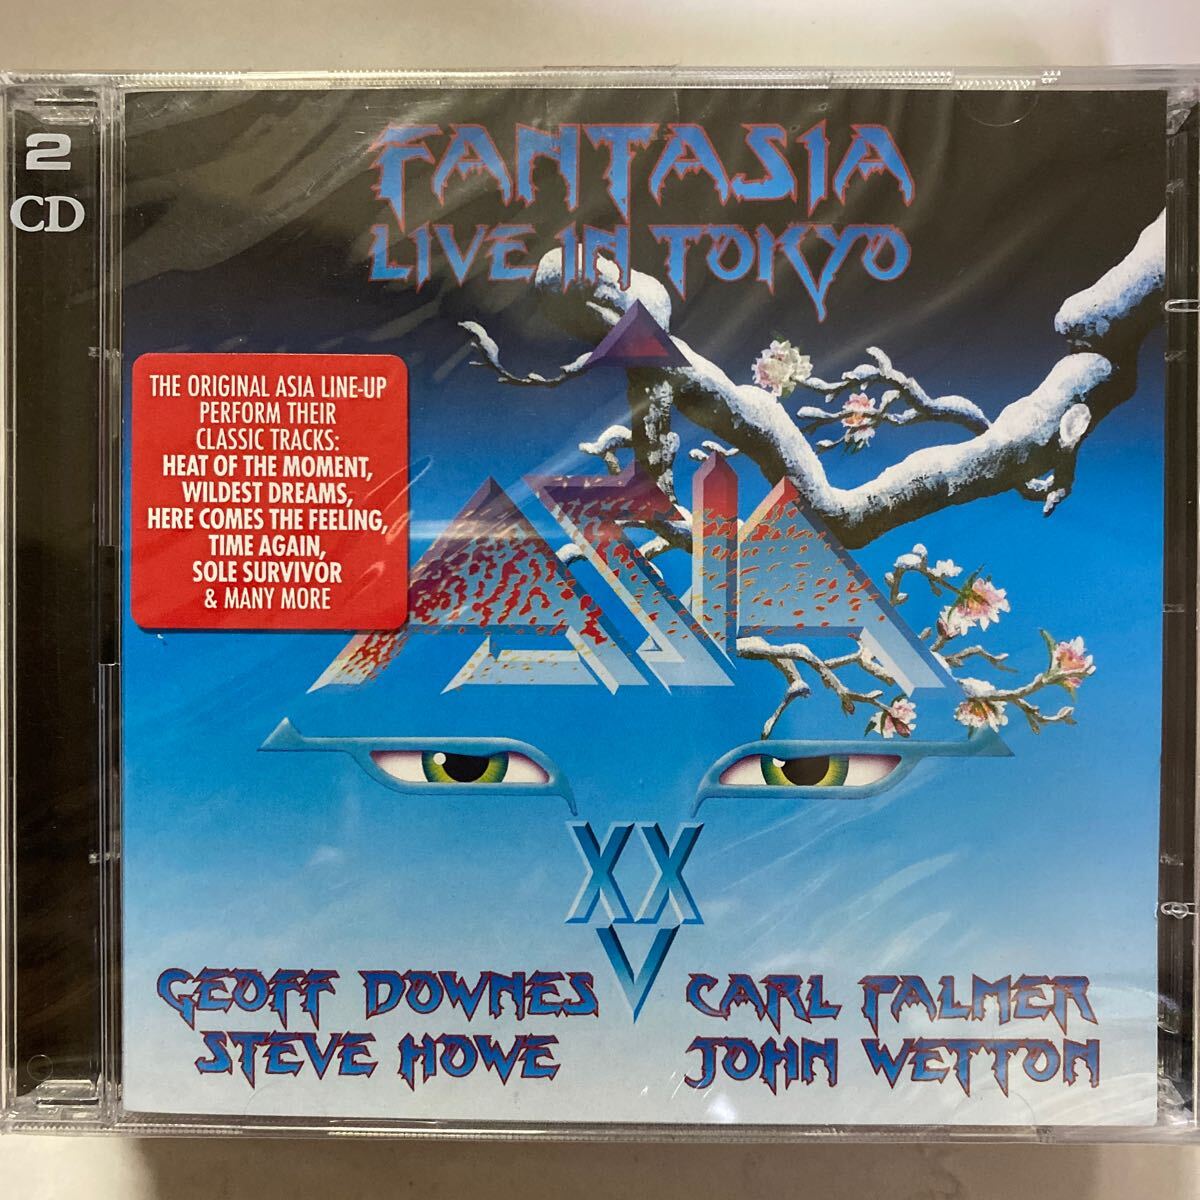 2
CD
FANTASIA
LIVE IN TOKYO
THE ORIGINAL ASIA LINE-UP
PERFORM THEIR
CLASSIC TRACKS:
HEAT OF THE MOMENT,
WILDEST DREAMS,
HERE COMES THE FEELING,
TIME AGAIN,
SOLE SURVIVOR
& MANY MORE
ASIA
XX
V
GEOFF DOWNES
STEVE HOWE
CARL PALMER
JOHN WETTON